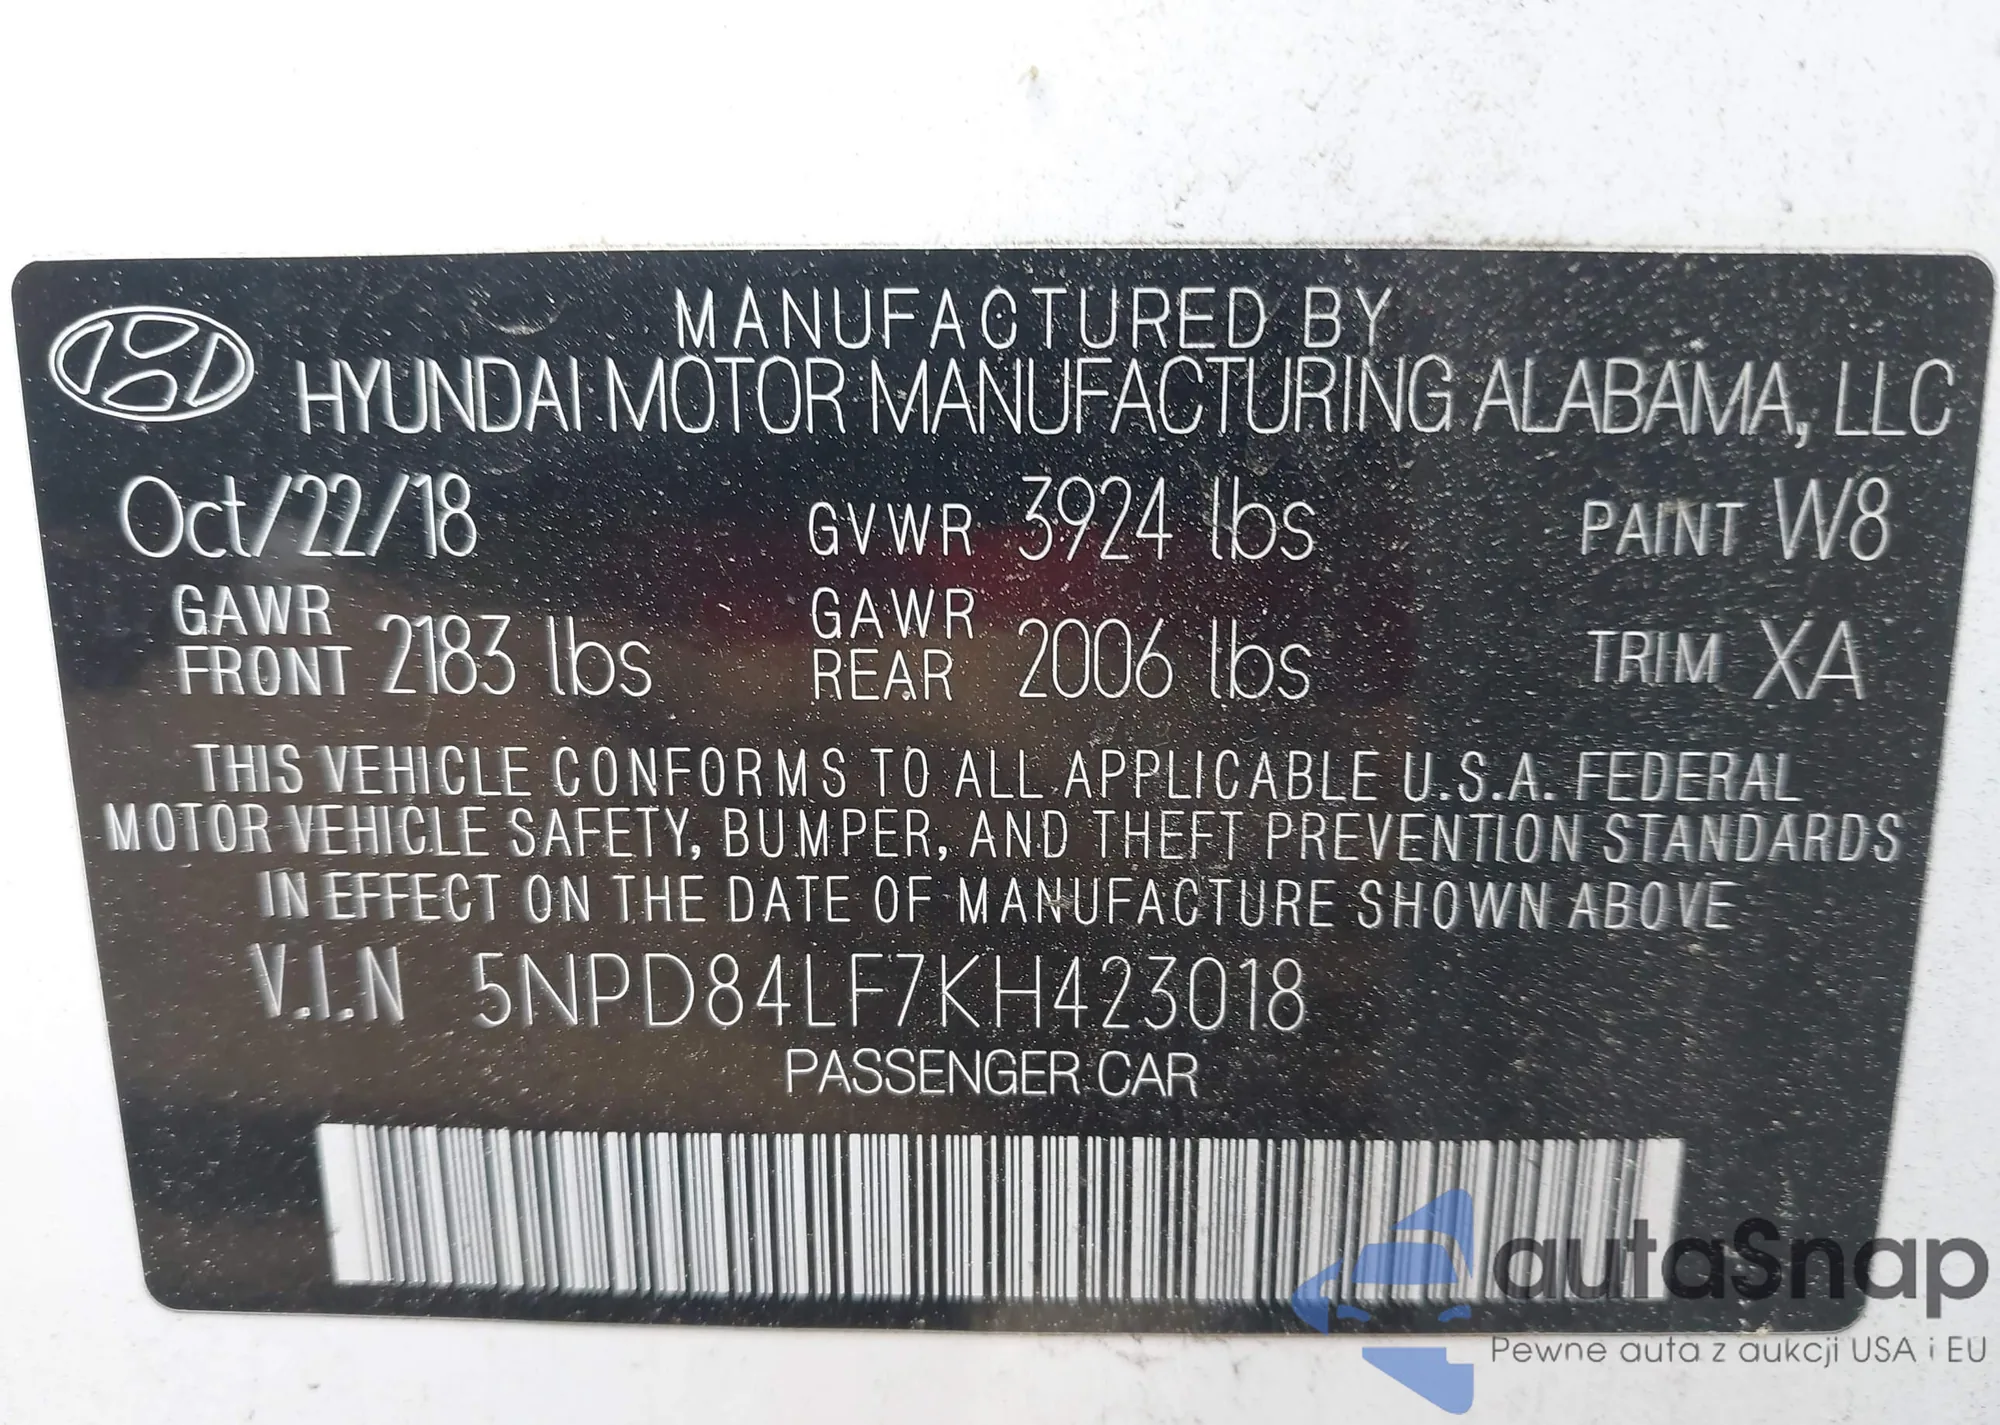 MANUFACTURED BY
HYUNDAI MOTOR MANUFACTURING ALABAMA, LLC
Oct/22/18 GVWR 3924 lbs PAINT W8
GAWR FRONT 2183 lbs GAWR REAR 2006 lbs TRIM XA
THIS VEHICLE CONFORMS TO ALL APPLICABLE U.S.A. FEDERAL
MOTOR VEHICLE SAFETY, BUMPER, AND THEFT PREVENTION STANDARDS
IN EFFECT ON THE DATE OF MANUFACTURE SHOWN ABOVE
V.I.N 5NPD84LF7KH423018
PASSENGER CAR
autaSnap
Pewne auta z aukcji USA i EU